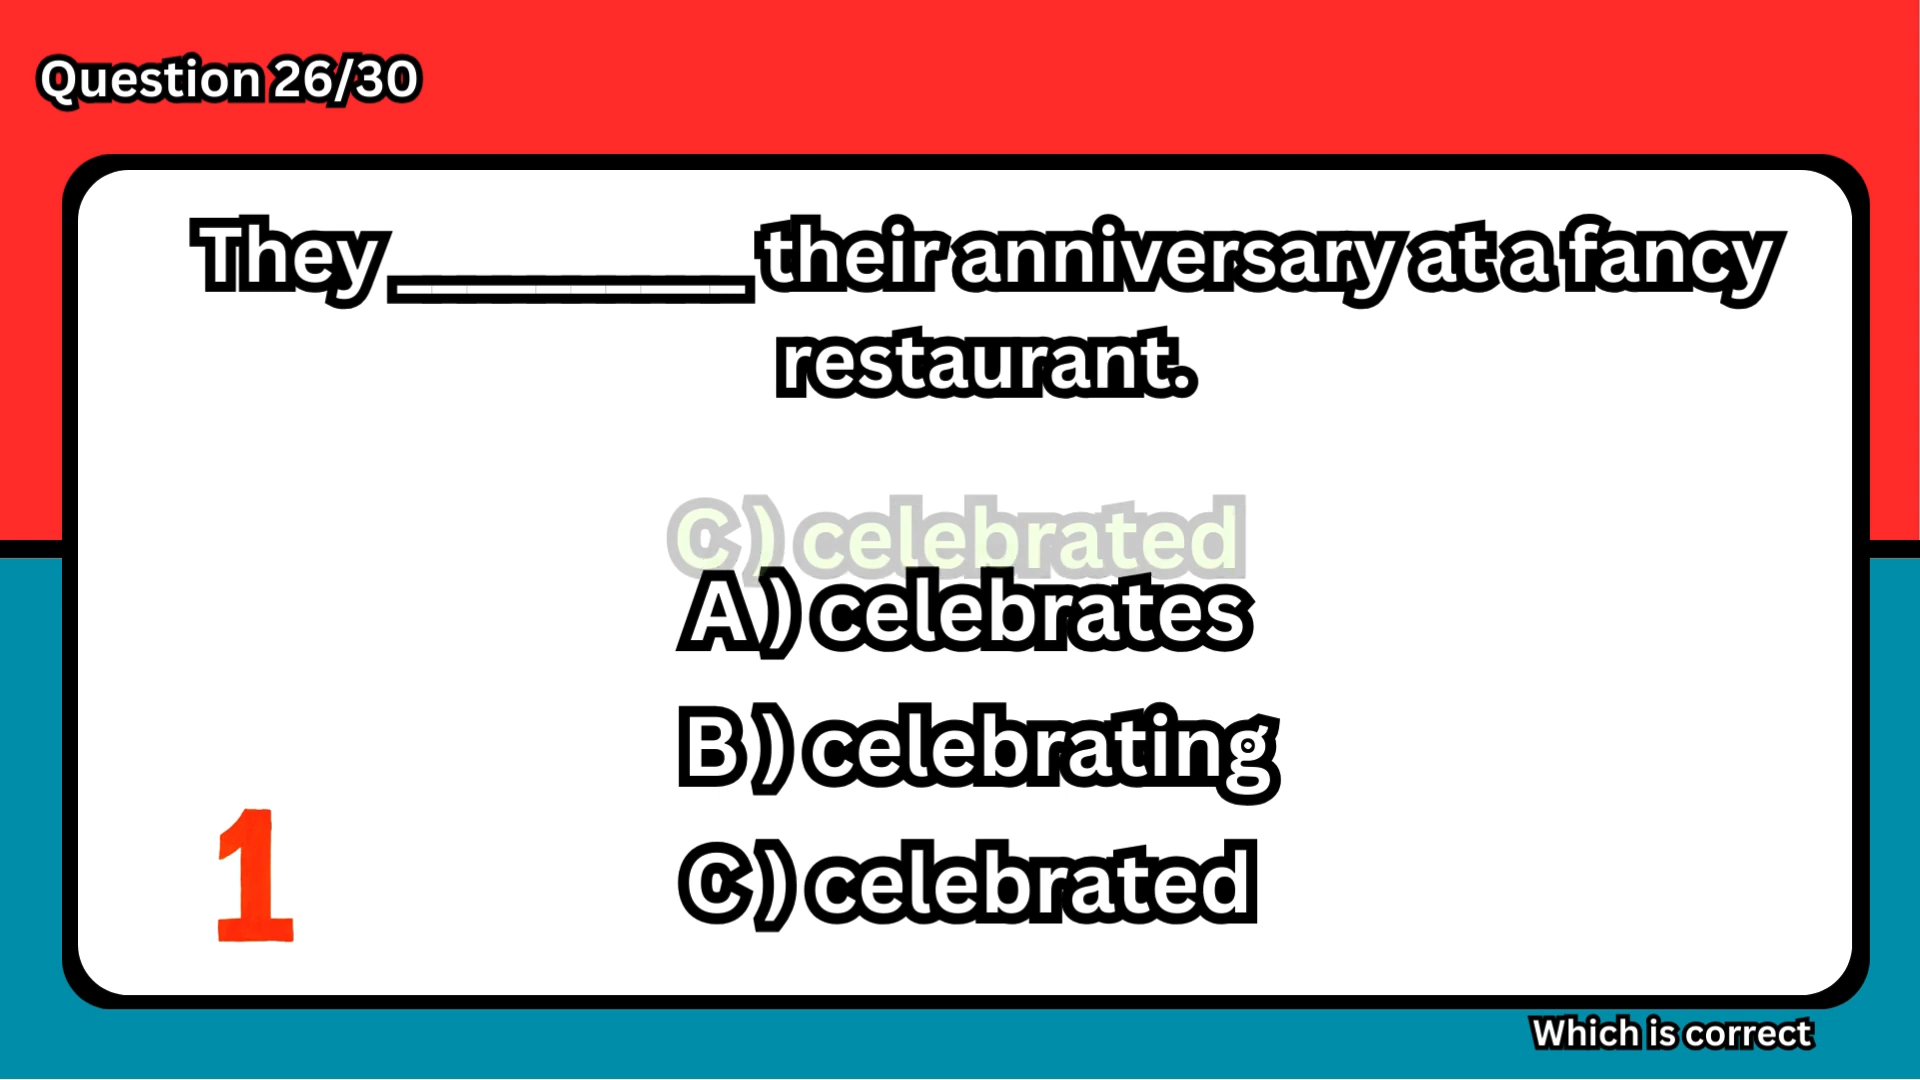 Question 26/30
They ________ their anniversary at a fancy
restaurant.
C) celebrated
A) celebrates
B) celebrating
C) celebrated
1
Which is correct